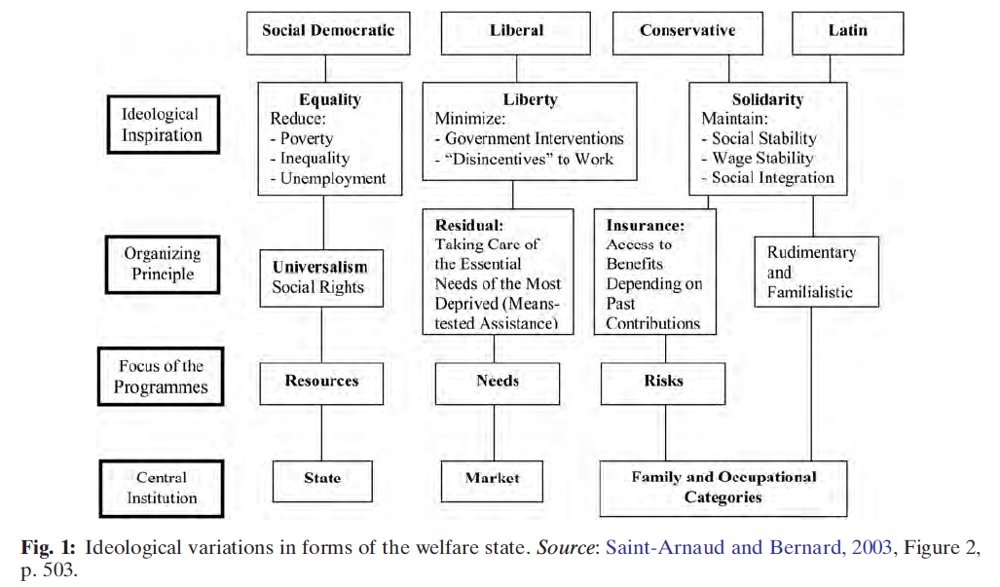 Social Democratic
Liberal
Conservative
Latin
Ideological
Inspiration
Equality
Reduce:
- Poverty
- Inequality
- Unemployment
Liberty
Minimize:
- Government Interventions
- “Disincentives” to Work
Solidarity
Maintain:
- Social Stability
- Wage Stability
- Social Integration
Organizing
Principle
Universalism
Social Rights
Residual:
Taking Care of
the Essential
Needs of the Most
Deprived (Means-
tested Assistance)
Insurance:
Access to
Benefits
Depending on
Past
Contributions
Rudimentary
and
Familialistic
Focus of the
Programmes
Resources
Needs
Risks
Central
Institution
State
Market
Family and Occupational
Categories
Fig. 1: Ideological variations in forms of the welfare state. Source: Saint-Arnaud and Bernard, 2003, Figure 2,
p. 503.